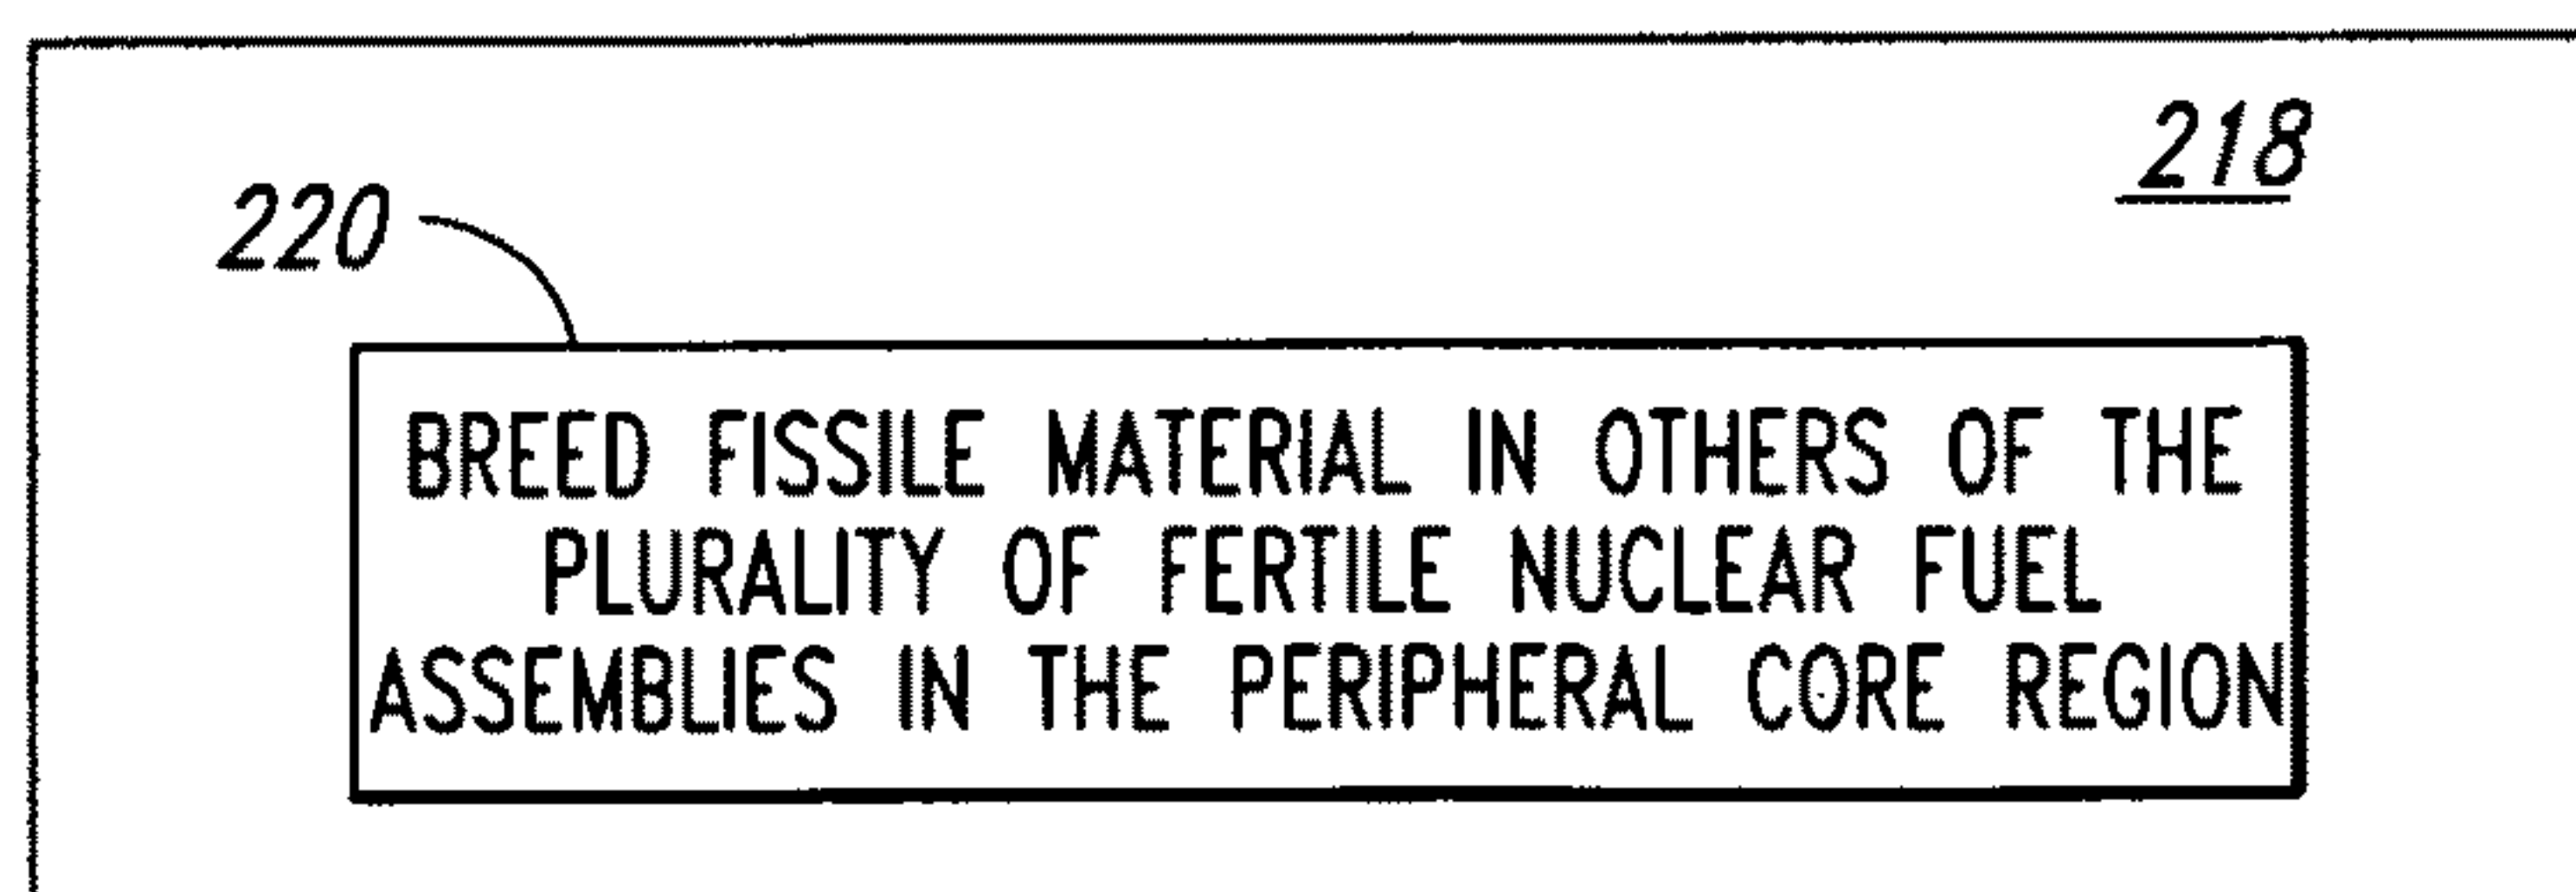 218
220
BREED FISSILE MATERIAL IN OTHERS OF THE
PLURALITY OF FERTILE NUCLEAR FUEL
ASSEMBLIES IN THE PERIPHERAL CORE REGION